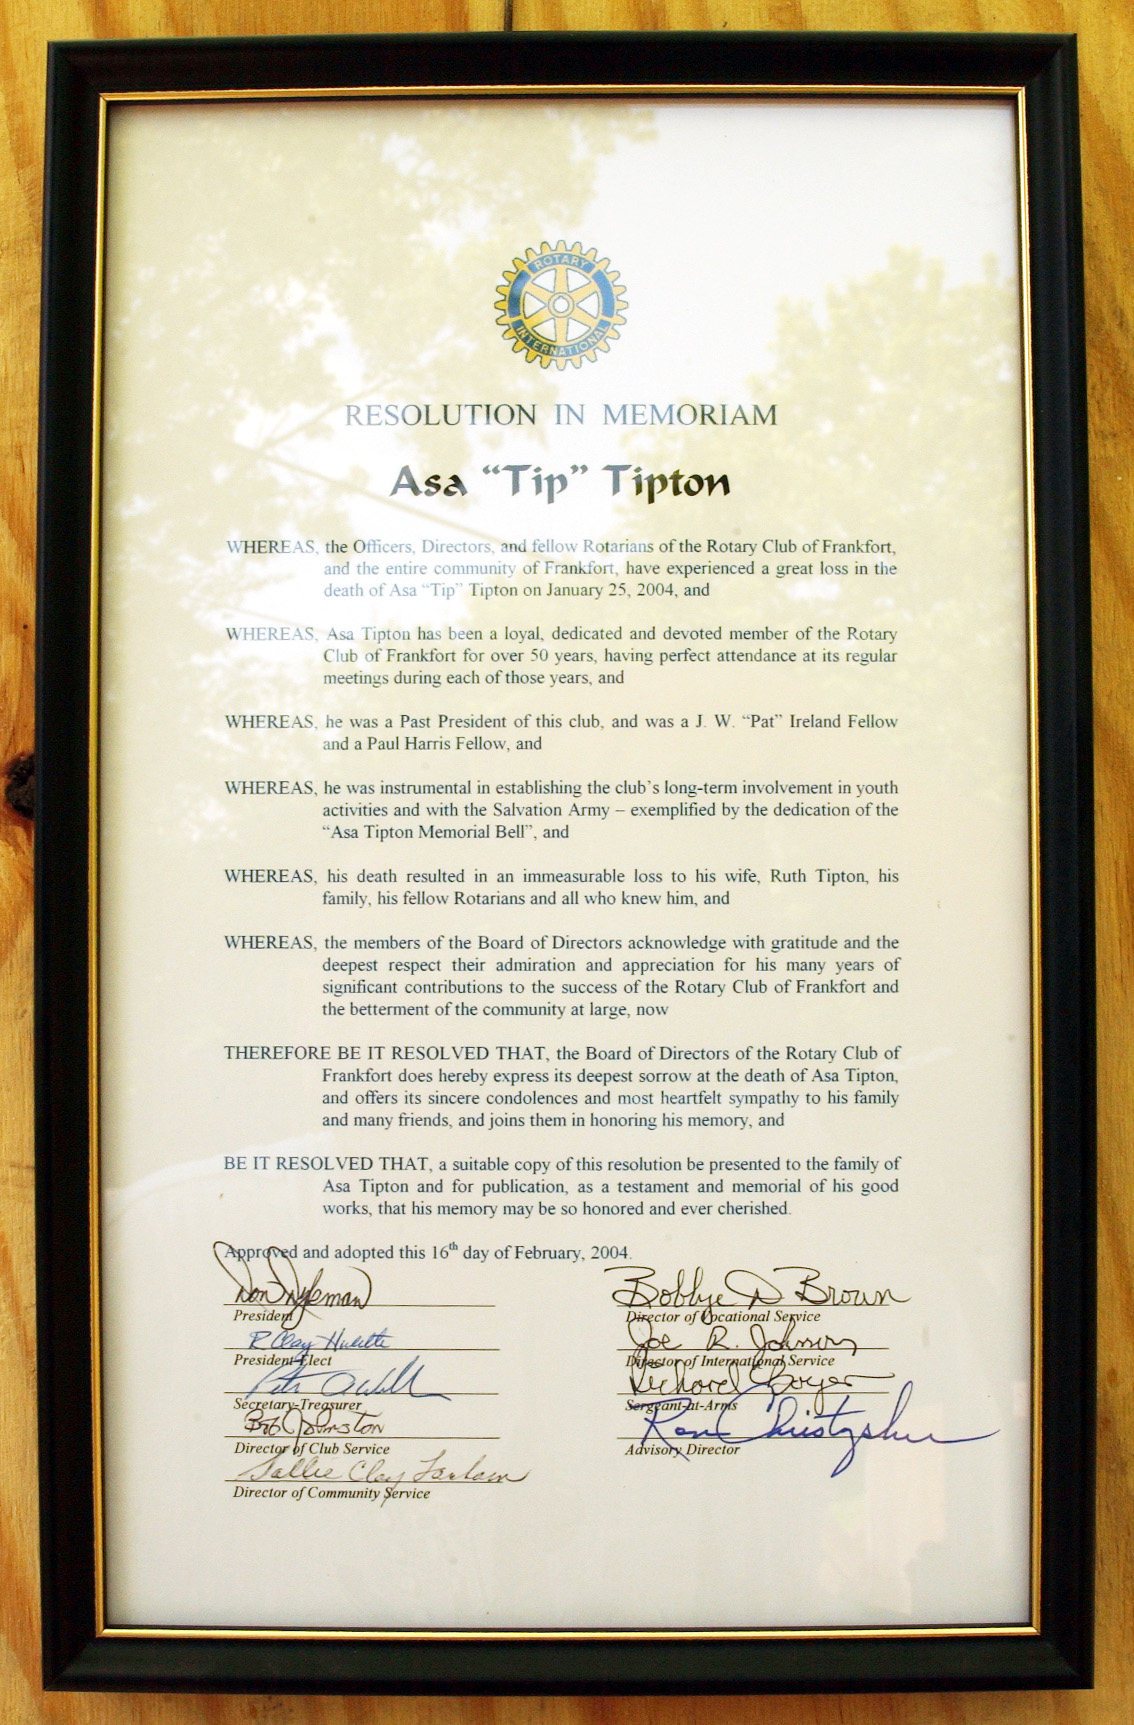 ROTARY
INTERNATIONAL
RESOLUTION IN MEMORIAM
Asa “Tip” Tipton
WHEREAS, the Officers, Directors, and fellow Rotarians of the Rotary Club of Frankfort,
and the entire community of Frankfort, have experienced a great loss in the
death of Asa “Tip” Tipton on January 25, 2004, and
WHEREAS, Asa Tipton has been a loyal, dedicated and devoted member of the Rotary
Club of Frankfort for over 50 years, having perfect attendance at its regular
meetings during each of those years, and
WHEREAS, he was a Past President of this club, and was a J. W. “Pat” Ireland Fellow
and a Paul Harris Fellow, and
WHEREAS, he was instrumental in establishing the club’s long-term involvement in youth
activities and with the Salvation Army – exemplified by the dedication of the
“Asa Tipton Memorial Bell”, and
WHEREAS, his death resulted in an immeasurable loss to his wife, Ruth Tipton, his
family, his fellow Rotarians and all who knew him, and
WHEREAS, the members of the Board of Directors acknowledge with gratitude and the
deepest respect their admiration and appreciation for his many years of
significant contributions to the success of the Rotary Club of Frankfort and
the betterment of the community at large, now
THEREFORE BE IT RESOLVED THAT, the Board of Directors of the Rotary Club of
Frankfort does hereby express its deepest sorrow at the death of Asa Tipton,
and offers its sincere condolences and most heartfelt sympathy to his family
and many friends, and joins them in honoring his memory, and
BE IT RESOLVED THAT, a suitable copy of this resolution be presented to the family of
Asa Tipton and for publication, as a testament and memorial of his good
works, that his memory may be so honored and ever cherished.
Approved and adopted this 16th day of February, 2004.
Don
President
R Clay
President-Elect
Secretary-Treasurer
Bob Johnston
Director of Club Service
Sallie Clay Lanham
Director of Community Service
Bobbye D Brown
Director of Vocational Service
Joe R. Johnson
Director of International Service
Richard
Sergeant-at-Arms
Ron Christopher
Advisory Director